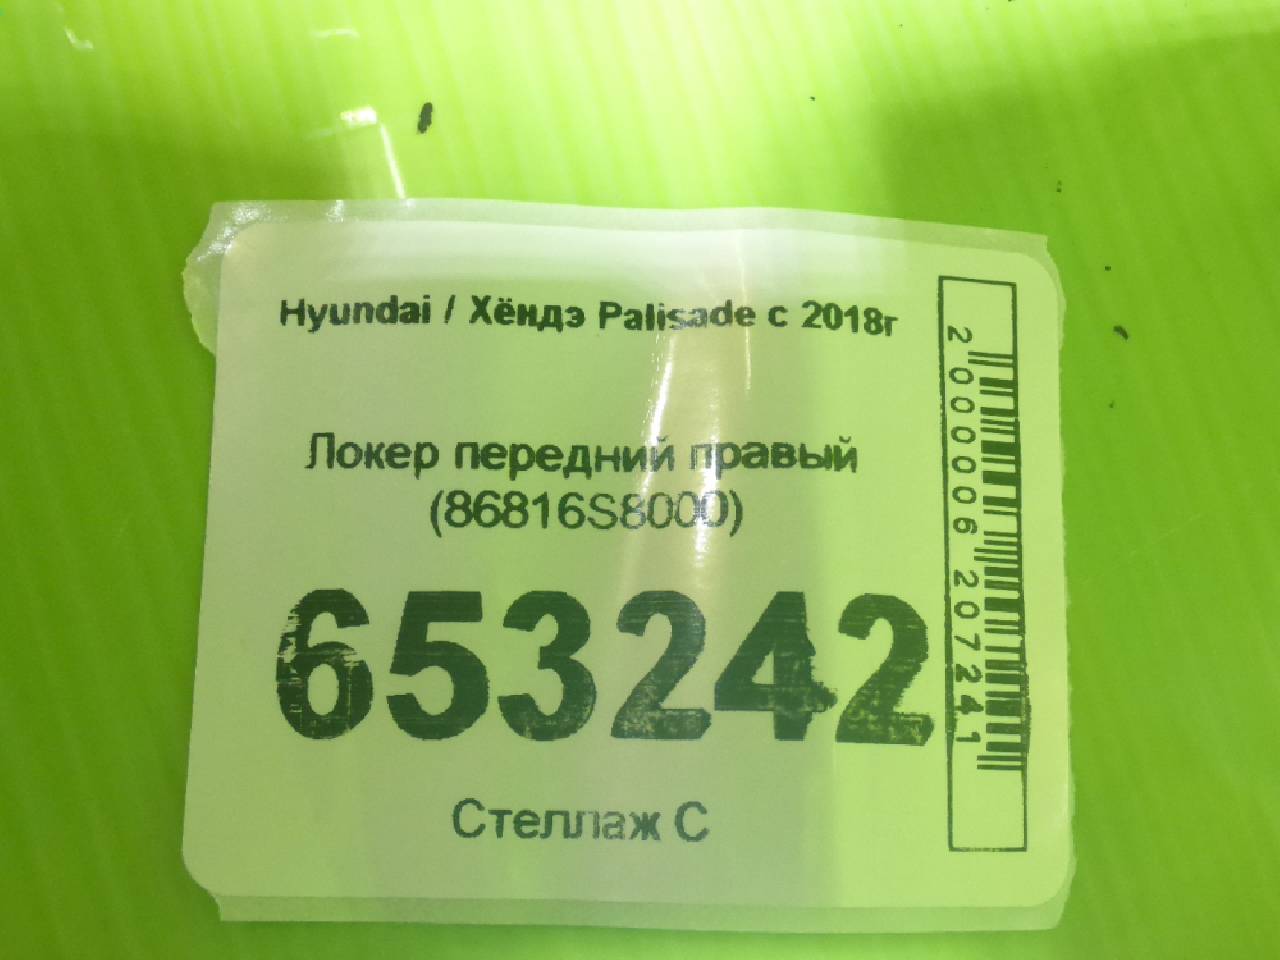 Hyundai / Хёндэ Palisade с 2018г
Локер передний правый
(86816S8000)
653242
Стеллаж С
2000006207241